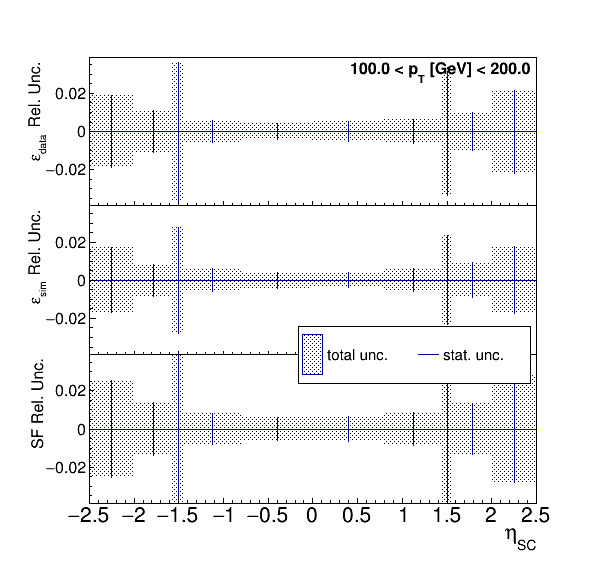 100.0 < p_T [GeV] < 200.0
ε_data Rel. Unc.
0.02
0
−0.02
ε_sim Rel. Unc.
0.02
0
−0.02
total unc. stat. unc.
SF Rel. Unc.
0.02
0
−0.02
−2.5 −2 −1.5 −1 −0.5 0 0.5 1 1.5 2 2.5
η_SC